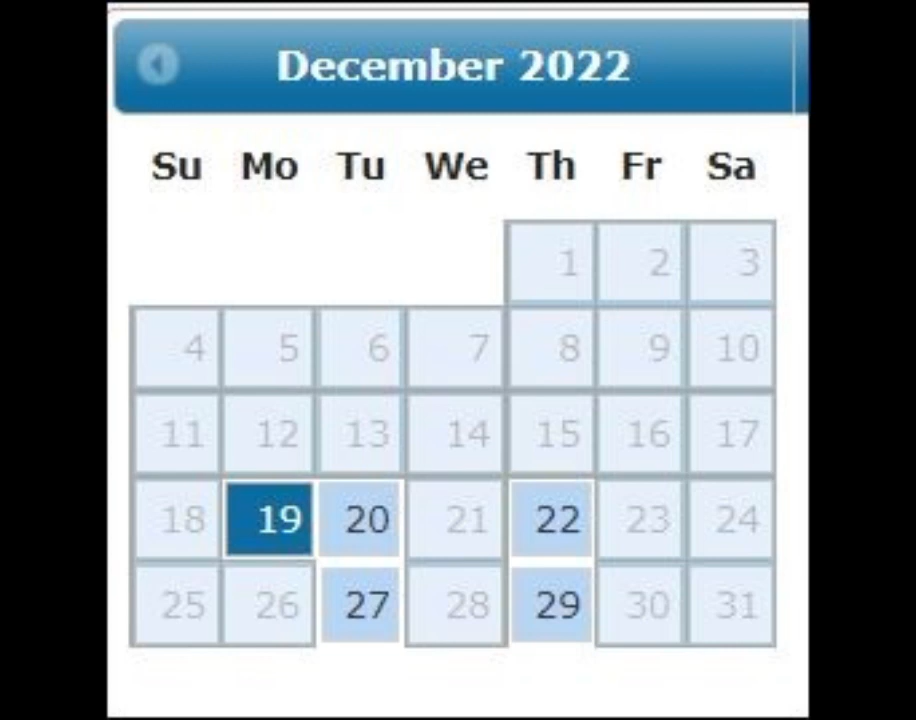 December 2022
Su Mo Tu We Th Fr Sa
1 2 3
4 5 6 7 8 9 10
11 12 13 14 15 16 17
18 19 20 21 22 23 24
25 26 27 28 29 30 31